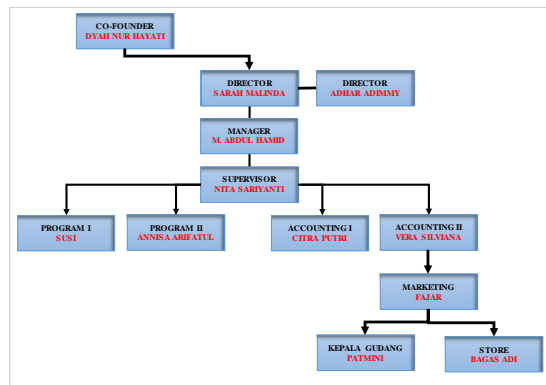 CO-FOUNDER
DYAH NUR HAYATI
DIRECTOR
SARAH MALINDA
DIRECTOR
ADHAR ADIMMY
MANAGER
M. ABDUL HAMID
SUPERVISOR
NITA SARIYANTI
PROGRAM I
SUSI
PROGRAM II
ANNISA ARIFATUL
ACCOUNTING I
CITRA PUTRI
ACCOUNTING II
VERA SILVIANA
MARKETING
FAJAR
KEPALA GUDANG
PATMINI
STORE
BAGAS ADI